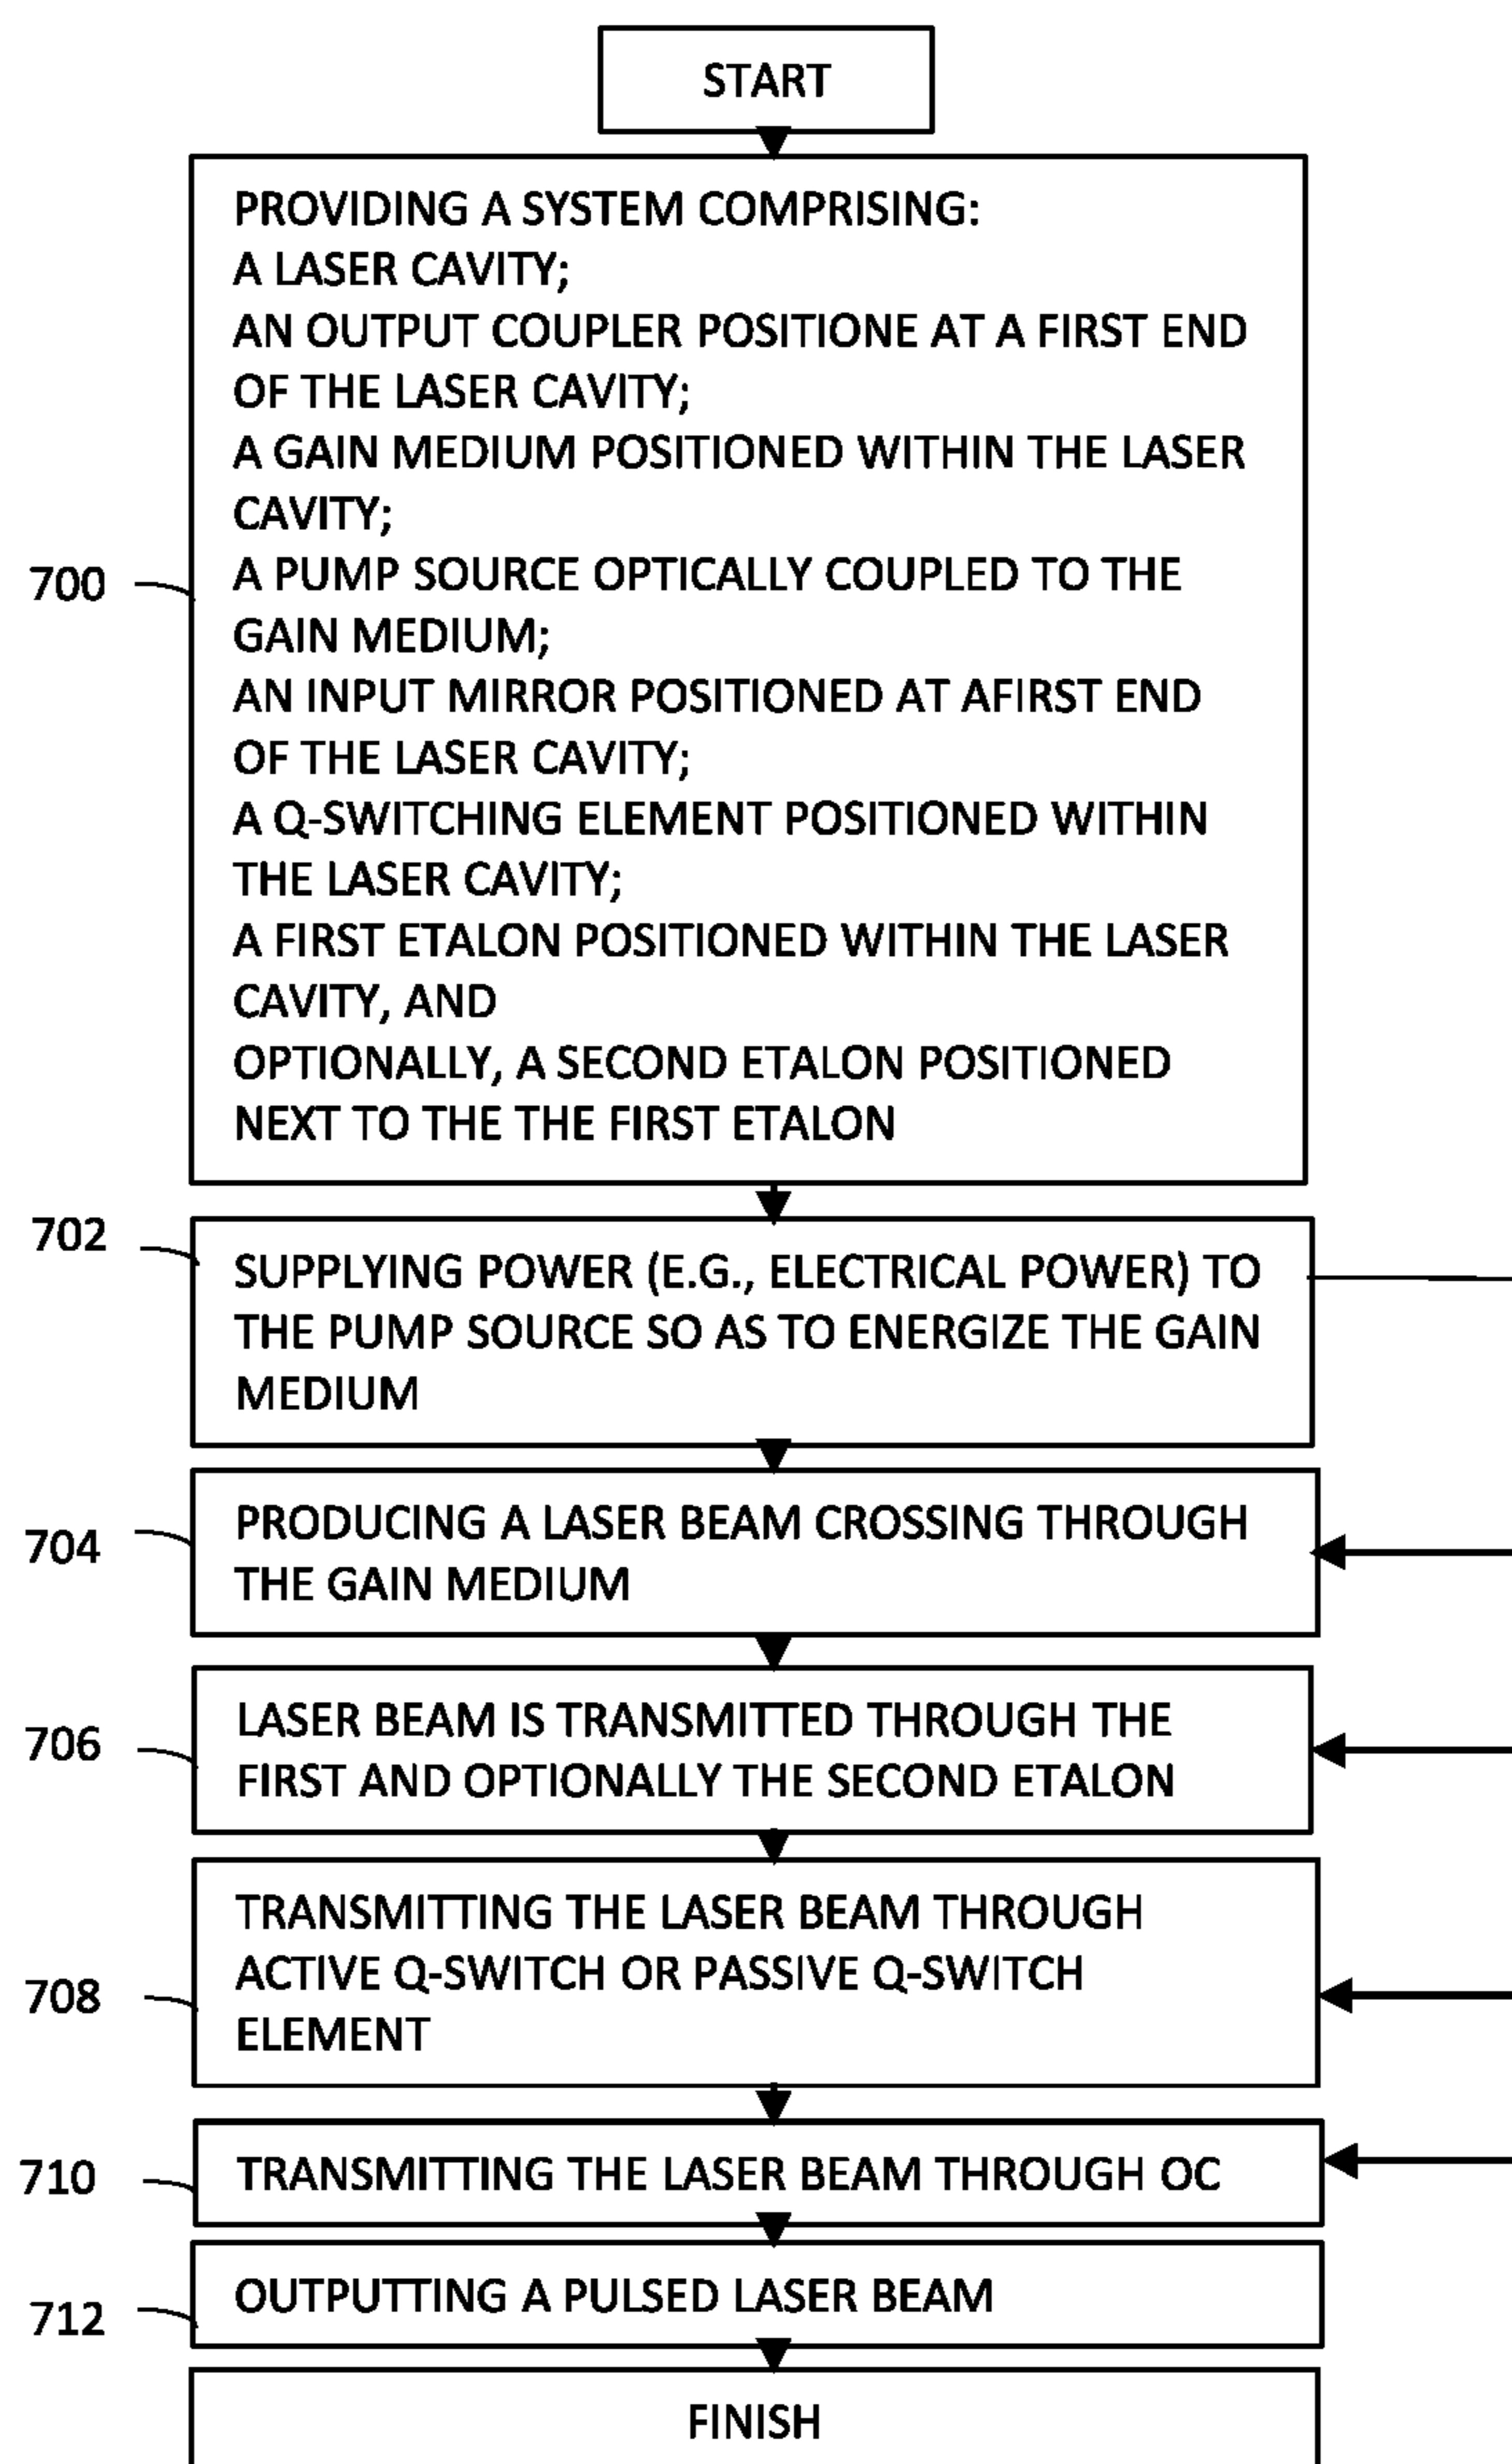 START
PROVIDING A SYSTEM COMPRISING:
A LASER CAVITY;
AN OUTPUT COUPLER POSITIONE AT A FIRST END
OF THE LASER CAVITY;
A GAIN MEDIUM POSITIONED WITHIN THE LASER
CAVITY;
A PUMP SOURCE OPTICALLY COUPLED TO THE
GAIN MEDIUM;
AN INPUT MIRROR POSITIONED AT AFIRST END
OF THE LASER CAVITY;
A Q-SWITCHING ELEMENT POSITIONED WITHIN
THE LASER CAVITY;
A FIRST ETALON POSITIONED WITHIN THE LASER
CAVITY, AND
OPTIONALLY, A SECOND ETALON POSITIONED
NEXT TO THE THE FIRST ETALON
700
702
SUPPLYING POWER (E.G., ELECTRICAL POWER) TO
THE PUMP SOURCE SO AS TO ENERGIZE THE GAIN
MEDIUM
704
PRODUCING A LASER BEAM CROSSING THROUGH
THE GAIN MEDIUM
706
LASER BEAM IS TRANSMITTED THROUGH THE
FIRST AND OPTIONALLY THE SECOND ETALON
708
TRANSMITTING THE LASER BEAM THROUGH
ACTIVE Q-SWITCH OR PASSIVE Q-SWITCH
ELEMENT
710
TRANSMITTING THE LASER BEAM THROUGH OC
712
OUTPUTTING A PULSED LASER BEAM
FINISH